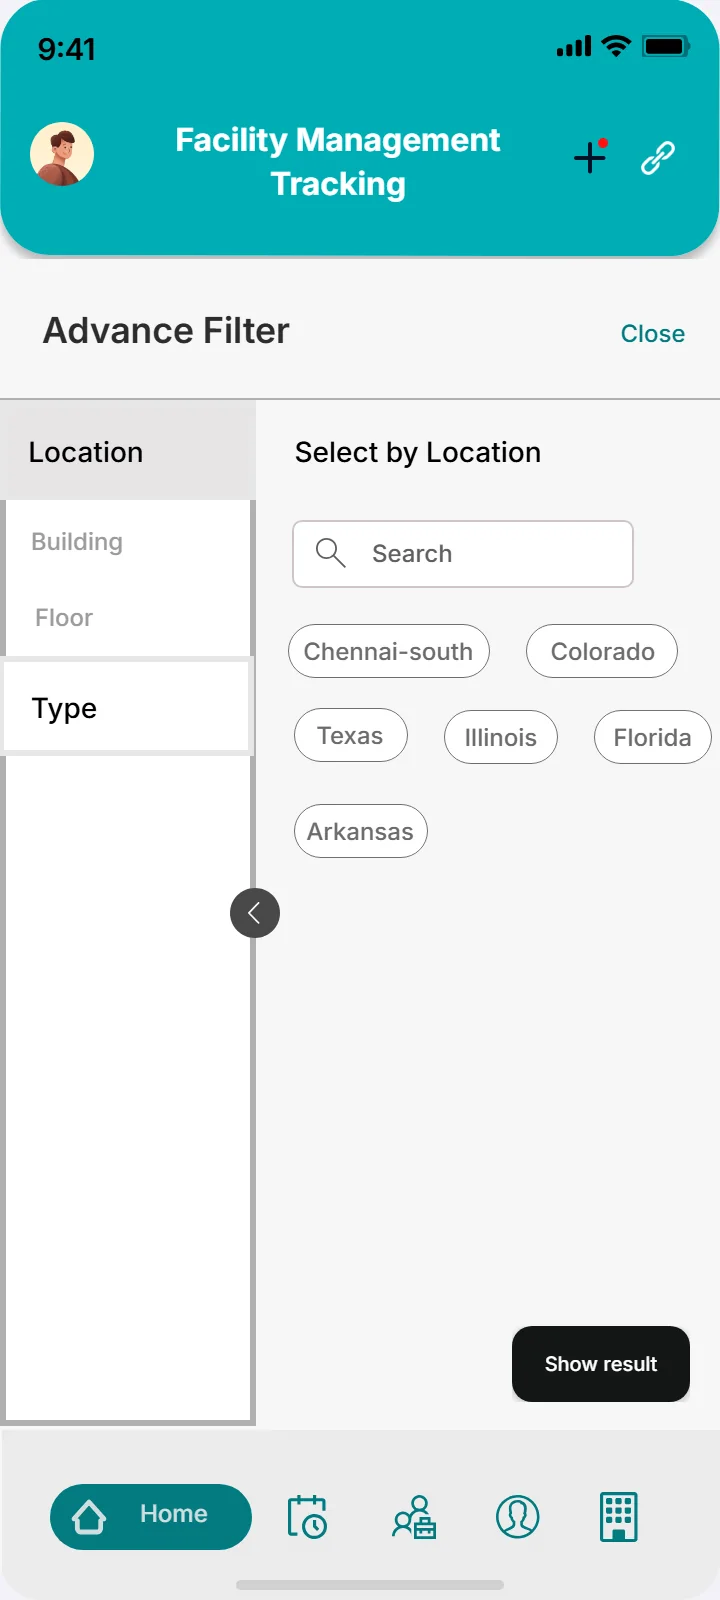 9:41
Facility Management
Tracking
Advance Filter
Close
Location
Select by Location
Building
Search
Floor
Chennai-south
Colorado
Type
Texas
Illinois
Florida
Arkansas
Show result
Home